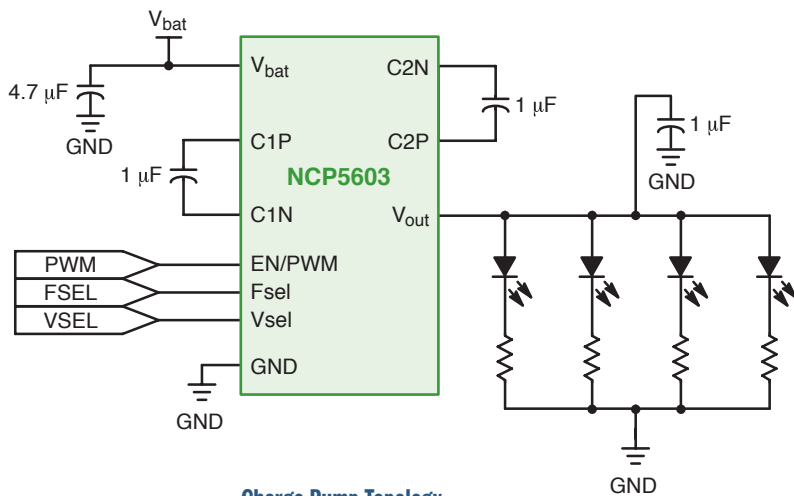 Vbat
4.7 µF
GND
Vbat
C1P
1 µF
C1N
NCP5603
C2N
1 µF
C2P
Vout
1 µF
GND
PWM
FSEL
VSEL
EN/PWM
Fsel
Vsel
GND
GND
GND
Charge Pump Topology